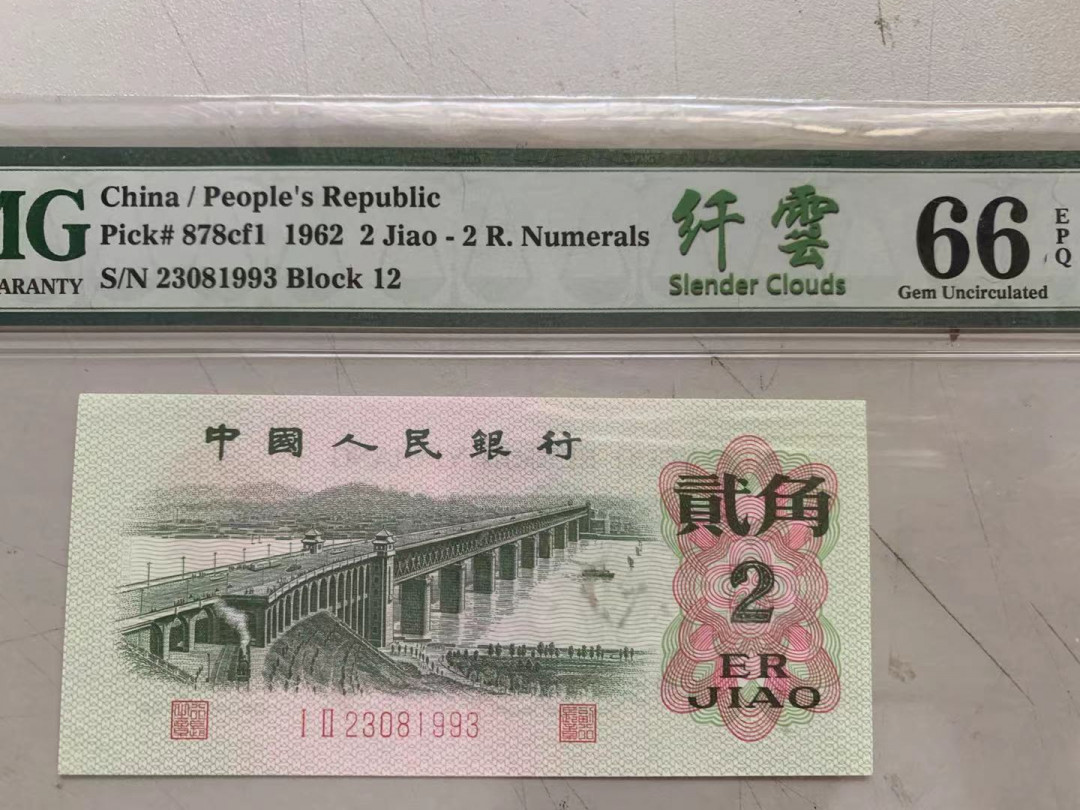 MG
ARANTY
China / People's Republic
Pick# 878cf1 1962 2 Jiao - 2 R. Numerals
S/N 23081993 Block 12
纤雲
Slender Clouds
66
EPQ
Gem Uncirculated
中國人民銀行
貳角
2
ER
JIAO
I II 23081993